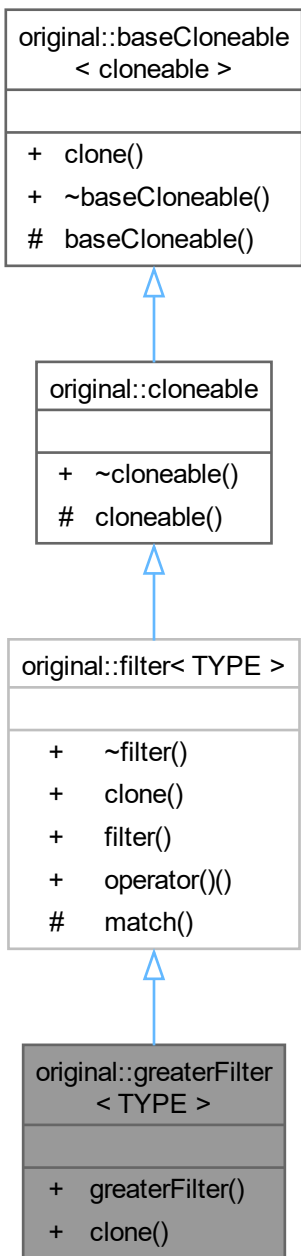 original::baseCloneable
< cloneable >
+ clone()
+ ~baseCloneable()
# baseCloneable()
original::cloneable
+ ~cloneable()
# cloneable()
original::filter< TYPE >
+ ~filter()
+ clone()
+ filter()
+ operator()()
# match()
original::greaterFilter
< TYPE >
+ greaterFilter()
+ clone()